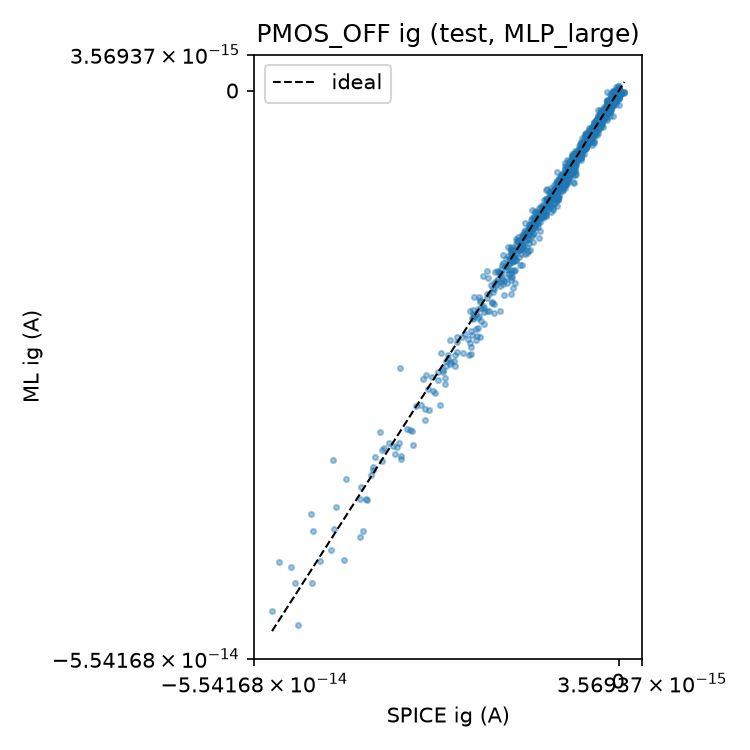 PMOS_OFF ig (test, MLP_large)
3.56937 × 10⁻¹⁵
0
ideal
ML ig (A)
−5.54168 × 10⁻¹⁴
−5.54168 × 10⁻¹⁴
0
3.56937 × 10⁻¹⁵
SPICE ig (A)